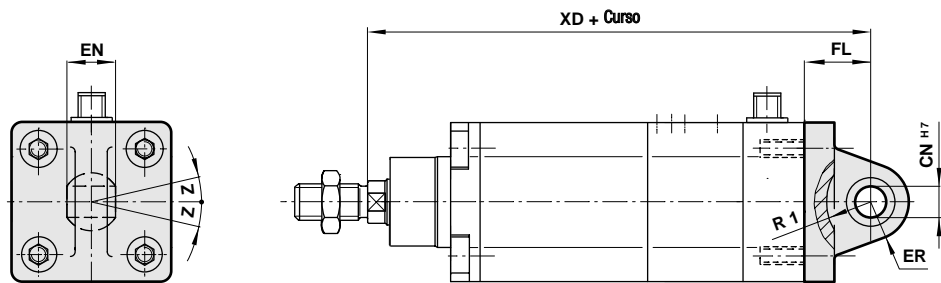 XD + Curso
EN
FL
CN H7
Z
Z
R 1
ER